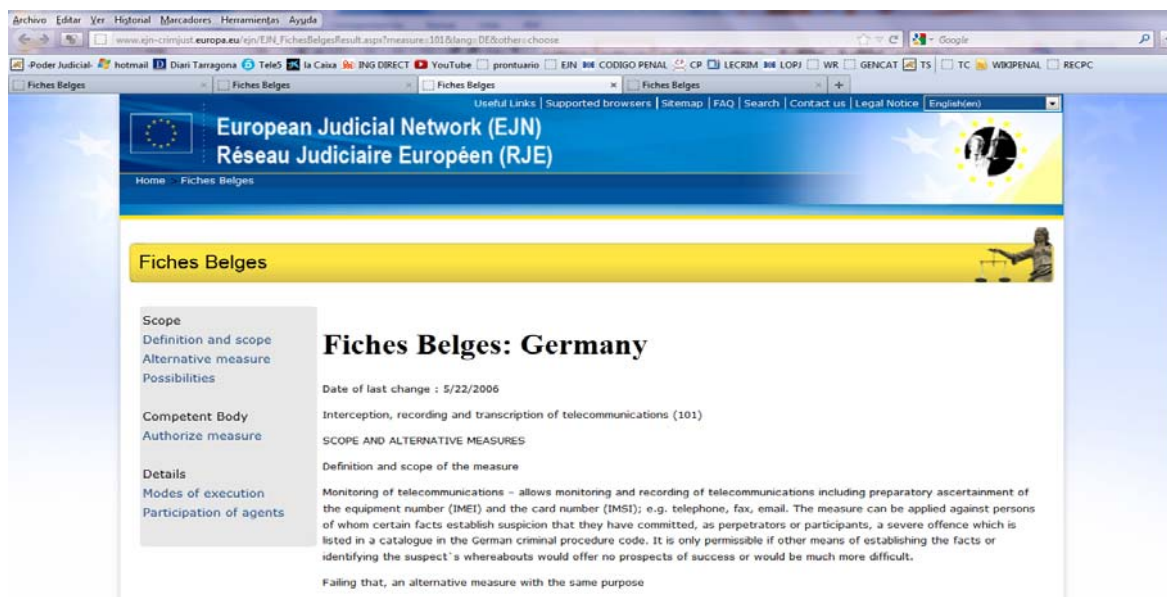 Archivo Editar Ver Historial Marcadores Herramientas Ayuda
www.ejn-crimjust.europa.eu/ejn/EJN_FichesBelgesResult.aspx?measure=101&lang=DE&other=choose Google
-Poder Judicial- hotmail Diari Tarragona Tele5 la Caixa ING DIRECT YouTube prontuario EJN CODIGO PENAL CP LECRIM LOPJ WR GENCAT TS TC WIKIPENAL RECPC
Fiches Belges Fiches Belges Fiches Belges Fiches Belges
Useful Links | Supported browsers | Sitemap | FAQ | Search | Contact us | Legal Notice English(en)
European Judicial Network (EJN)
Réseau Judiciaire Européen (RJE)
Home Fiches Belges
Fiches Belges
Scope
Definition and scope
Alternative measure
Possibilities
Competent Body
Authorize measure
Details
Modes of execution
Participation of agents
Fiches Belges: Germany
Date of last change : 5/22/2006
Interception, recording and transcription of telecommunications (101)
SCOPE AND ALTERNATIVE MEASURES
Definition and scope of the measure
Monitoring of telecommunications – allows monitoring and recording of telecommunications including preparatory ascertainment of
the equipment number (IMEI) and the card number (IMSI); e.g. telephone, fax, email. The measure can be applied against persons
of whom certain facts establish suspicion that they have committed, as perpetrators or participants, a severe offence which is
listed in a catalogue in the German criminal procedure code. It is only permissible if other means of establishing the facts or
identifying the suspect`s whereabouts would offer no prospects of success or would be much more difficult.
Failing that, an alternative measure with the same purpose